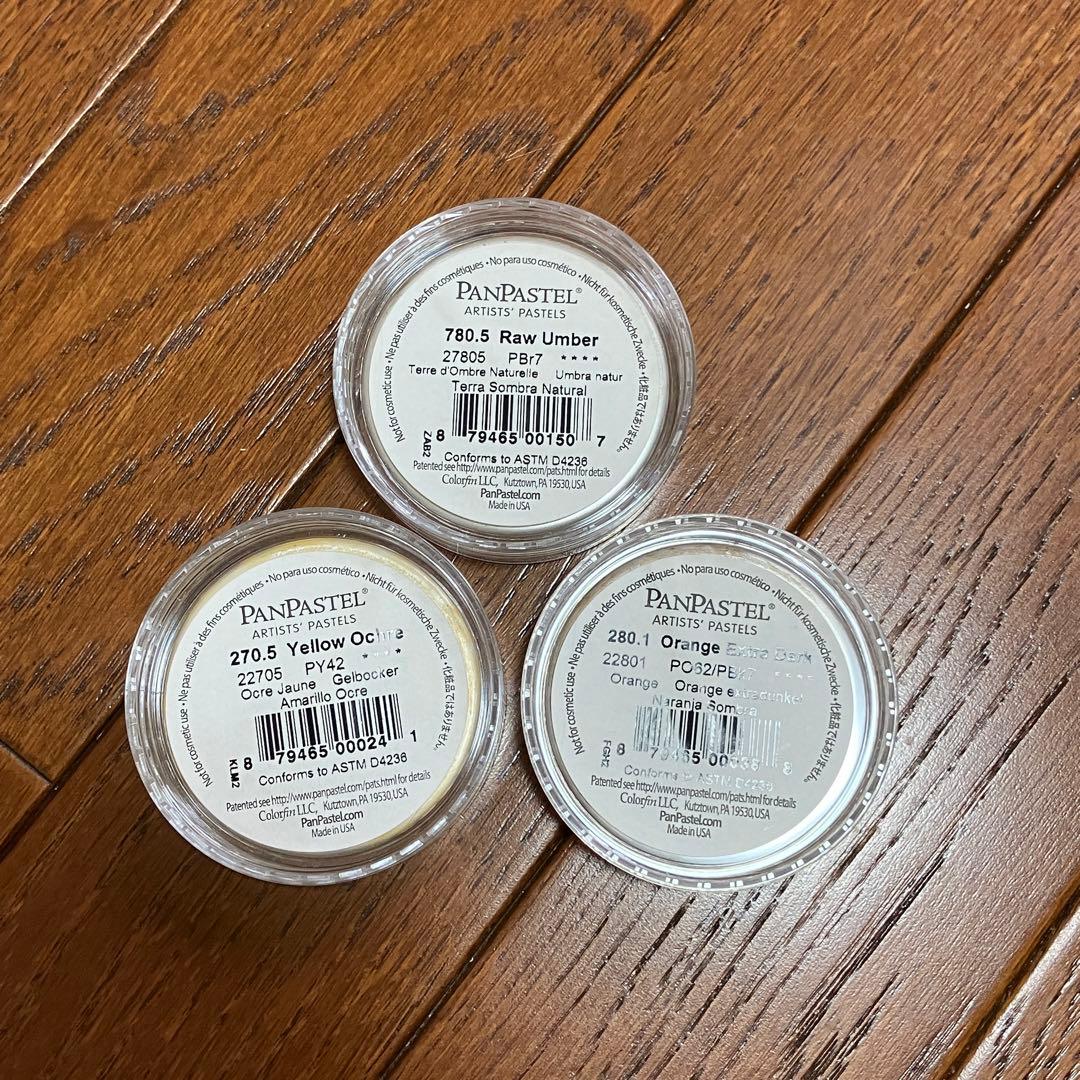 Not for cosmetic use • Ne pas utiliser à des fins cosmétiques • No para uso cosmético • Nicht für kosmetische Zwecke • 化粧品ではありません。
PANPASTEL®
ARTISTS' PASTELS
780.5 Raw Umber
27805 PBr7 ****
Terre d'Ombre Naturelle Umbra natur
Terra Sombra Natural
ZAB2
8 79465 00150 7
Conforms to ASTM D4236
Patented see http://www.panpastel.com/pats.html for details
Colorfin LLC, Kutztown, PA 19530, USA
PanPastel.com
Made in USA
Not for cosmetic use • Ne pas utiliser à des fins cosmétiques • No para uso cosmético • Nicht für kosmetische Zwecke • 化粧品ではありません。
PANPASTEL®
ARTISTS' PASTELS
270.5 Yellow Ochre
22705 PY42 ****
Ocre Jaune Gelbocker
Amarillo Ocre
KLM2
8 79465 00024 1
Conforms to ASTM D4236
Patented see http://www.panpastel.com/pats.html for details
Colorfin LLC, Kutztown, PA 19530, USA
PanPastel.com
Made in USA
Not for cosmetic use • Ne pas utiliser à des fins cosmétiques • No para uso cosmético • Nicht für kosmetische Zwecke • 化粧品ではありません。
PANPASTEL®
ARTISTS' PASTELS
280.1 Orange Extra Dark
22801 PO62/PBk7 ****
Orange Orange extradunkel
Naranja Sombra
8 79465 8
Conforms to ASTM D4236
Patented see http://www.panpastel.com/pats.html for details
Colorfin LLC, Kutztown, PA 19530, USA
PanPastel.com
Made in USA